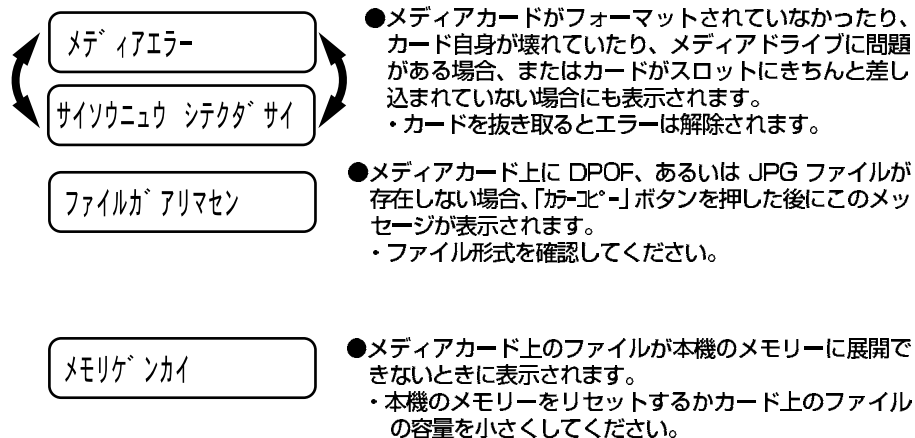 メディアエラー
サイソウニュウ シテクダサイ
●メディアカードがフォーマットされていなかったり、
カード自身が壊れていたり、メディアドライブに問題
がある場合、またはカードがスロットにきちんと差し
込まれていない場合にも表示されます。
・カードを抜き取るとエラーは解除されます。
ファイルガアリマセン
●メディアカード上に DPOF、あるいは JPG ファイルが
存在しない場合、「ｶﾗｰｺﾋﾟｰ」ボタンを押した後にこのメッ
セージが表示されます。
・ファイル形式を確認してください。
メモリゲンカイ
●メディアカード上のファイルが本機のメモリーに展開で
きないときに表示されます。
・本機のメモリーをリセットするかカード上のファイル
の容量を小さくしてください。